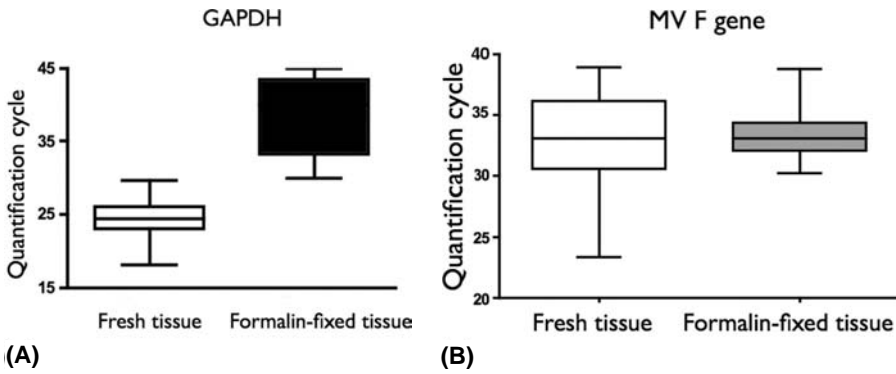 GAPDH
Quantification cycle
45
35
25
15
Fresh tissue
Formalin-fixed tissue
(A)
MV F gene
Quantification cycle
40
35
30
25
20
Fresh tissue
Formalin-fixed tissue
(B)